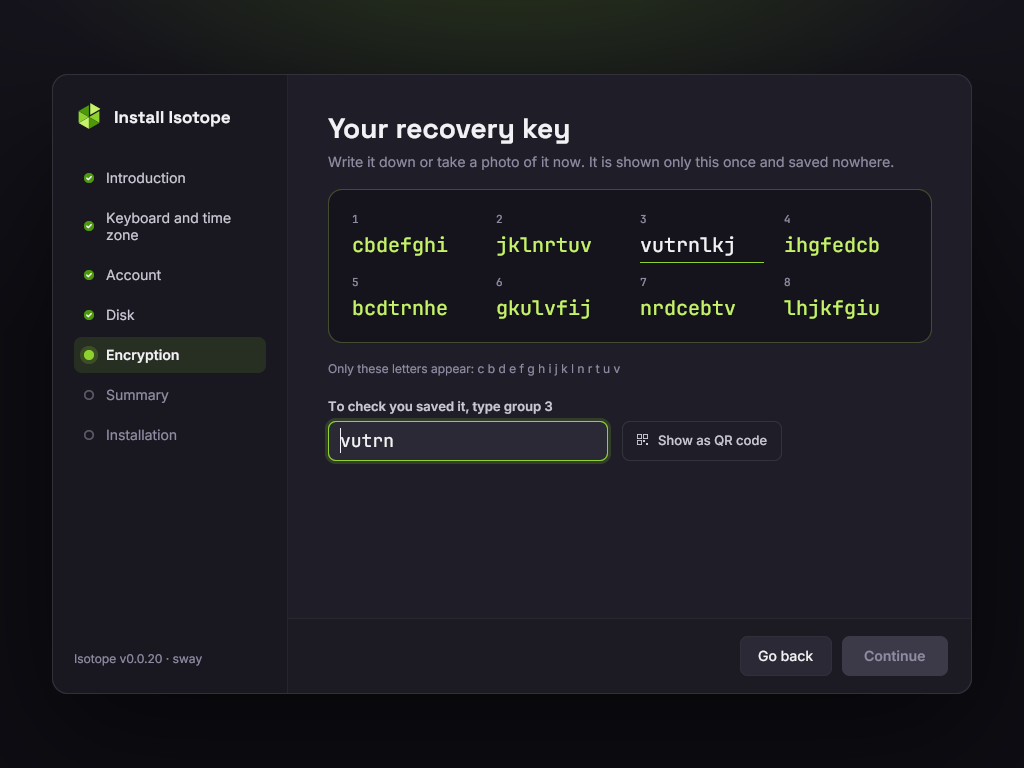 Install Isotope
Introduction
Keyboard and time
zone
Account
Disk
Encryption
Summary
Installation
Isotope v0.0.20 · sway
Your recovery key
Write it down or take a photo of it now. It is shown only this once and saved nowhere.
1 2 3 4
cbdefghi jklnrtuv vutrnlkj ihgfedcb
5 6 7 8
bcdtrnhe gkulvfij nrdcebtv lhjkfgiu
Only these letters appear: c b d e f g h i j k l n r t u v
To check you saved it, type group 3
vutrn
Show as QR code
Go back
Continue